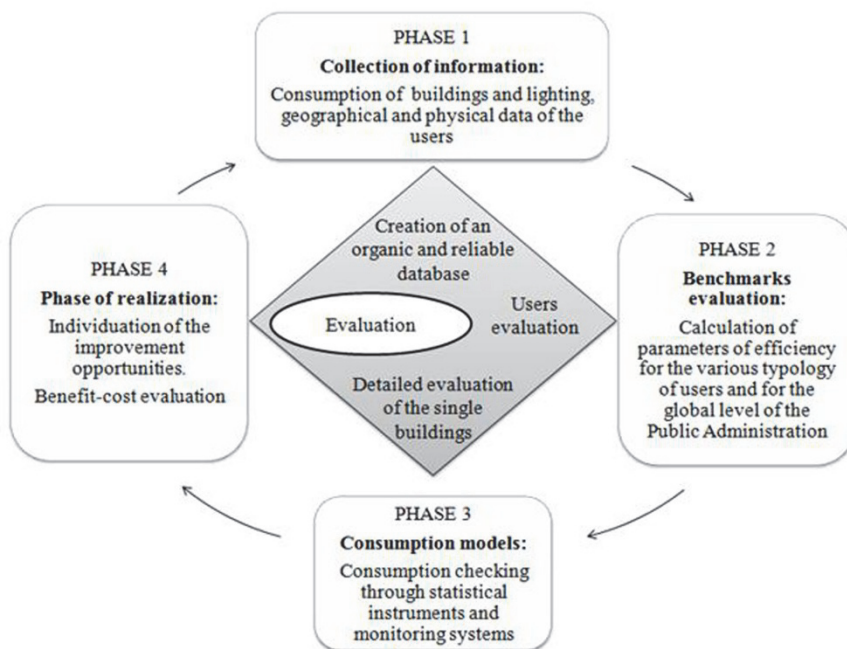 PHASE 1
Collection of information:
Consumption of buildings and lighting,
geographical and physical data of the
users
PHASE 4
Phase of realization:
Individuation of the
improvement
opportunities.
Benefit-cost evaluation
Creation of an
organic and reliable
database
Evaluation
Users
evaluation
Detailed evaluation
of the single
buildings
PHASE 2
Benchmarks
evaluation:
Calculation of
parameters of efficiency
for the various typology
of users and for the
global level of the
Public Administration
PHASE 3
Consumption models:
Consumption checking
through statistical
instruments and
monitoring systems